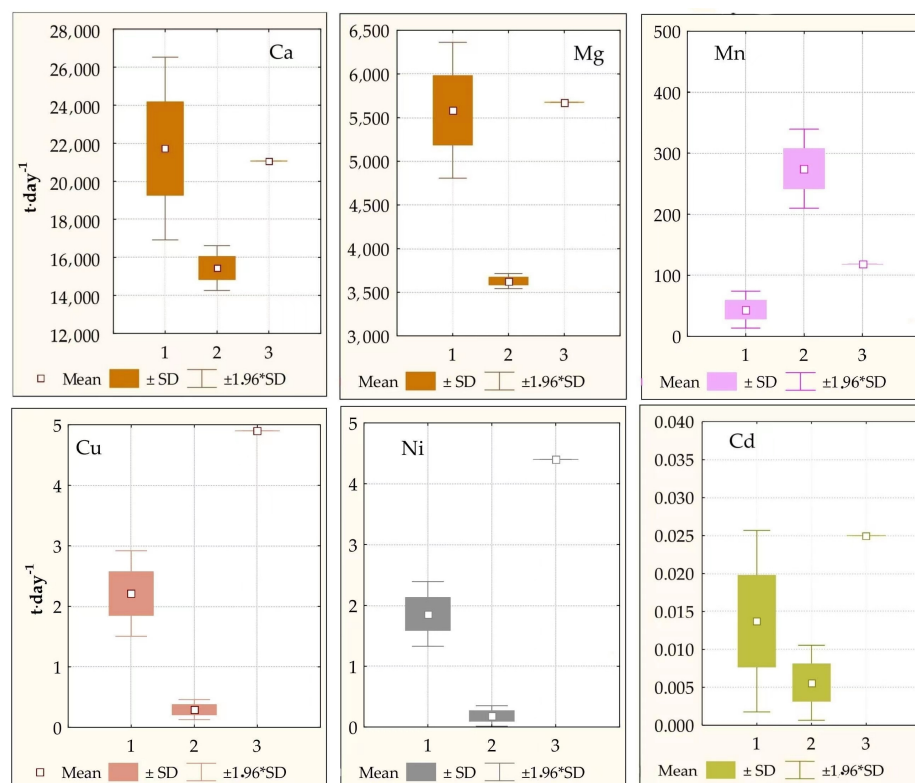 28,000
26,000
24,000
22,000
20,000
18,000
16,000
14,000
12,000
t·day⁻¹
Ca
1 2 3
Mean ± SD ±1.96*SD
6,500
6,000
5,500
5,000
4,500
4,000
3,500
3,000
Mg
1 2 3
Mean ± SD ±1.96*SD
500
400
300
200
100
0
Mn
1 2 3
Mean ± SD ±1.96*SD
5
4
3
2
1
0
t·day⁻¹
Cu
1 2 3
Mean ± SD ±1.96*SD
5
4
3
2
1
0
Ni
1 2 3
Mean ± SD ±1.96*SD
0.040
0.035
0.030
0.025
0.020
0.015
0.010
0.005
0.000
Cd
1 2 3
Mean ± SD ±1.96*SD